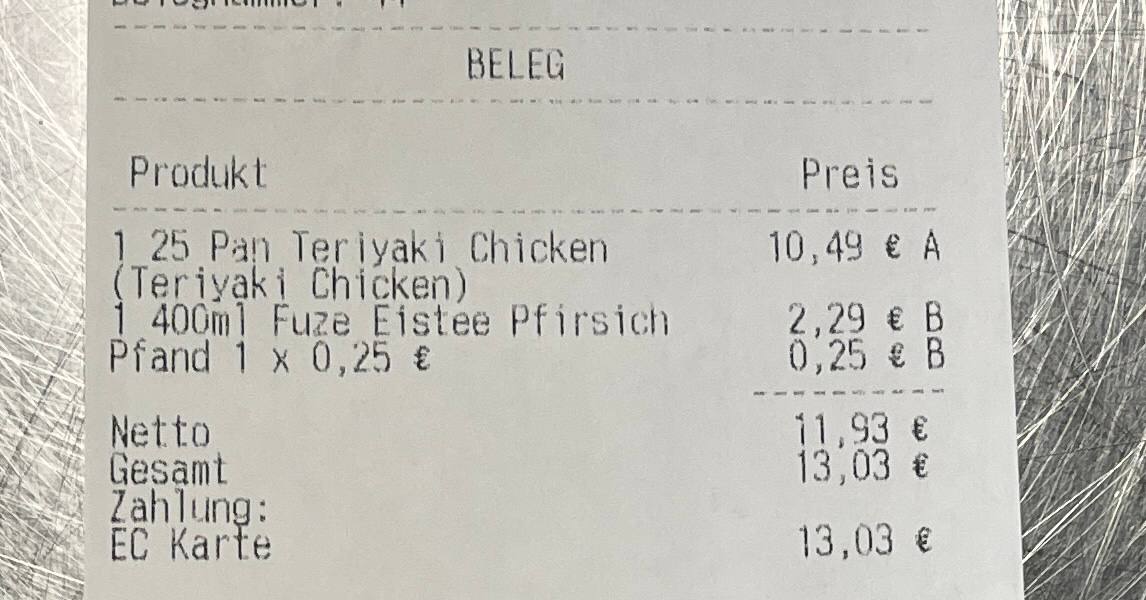 BELEG
Produkt Preis
1 25 Pan Teriyaki Chicken 10,49 € A
(Teriyaki Chicken)
1 400ml Fuze Eistee Pfirsich 2,29 € B
Pfand 1 x 0,25 € 0,25 € B
Netto 11,93 €
Gesamt 13,03 €
Zahlung:
EC Karte 13,03 €